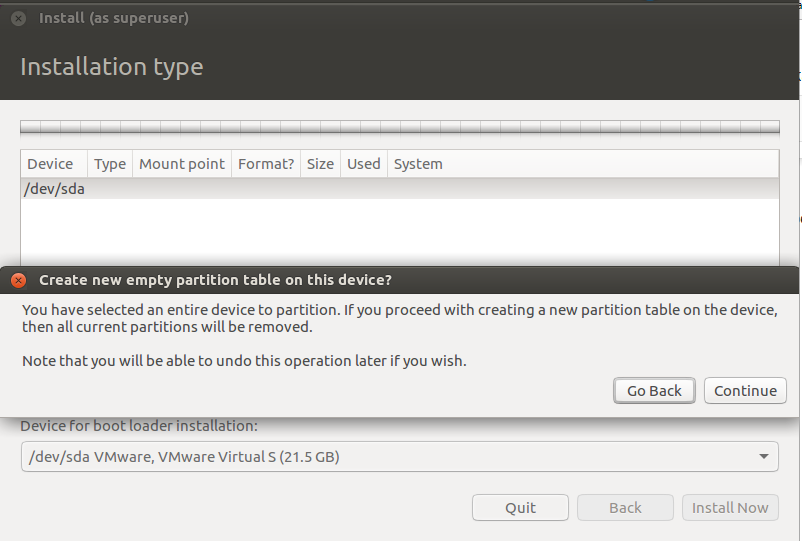 Install (as superuser)
Installation type
Device Type Mount point Format? Size Used System
/dev/sda
Create new empty partition table on this device?
You have selected an entire device to partition. If you proceed with creating a new partition table on the device,
then all current partitions will be removed.
Note that you will be able to undo this operation later if you wish.
Go Back Continue
Device for boot loader installation:
/dev/sda VMware, VMware Virtual S (21.5 GB)
Quit Back Install Now